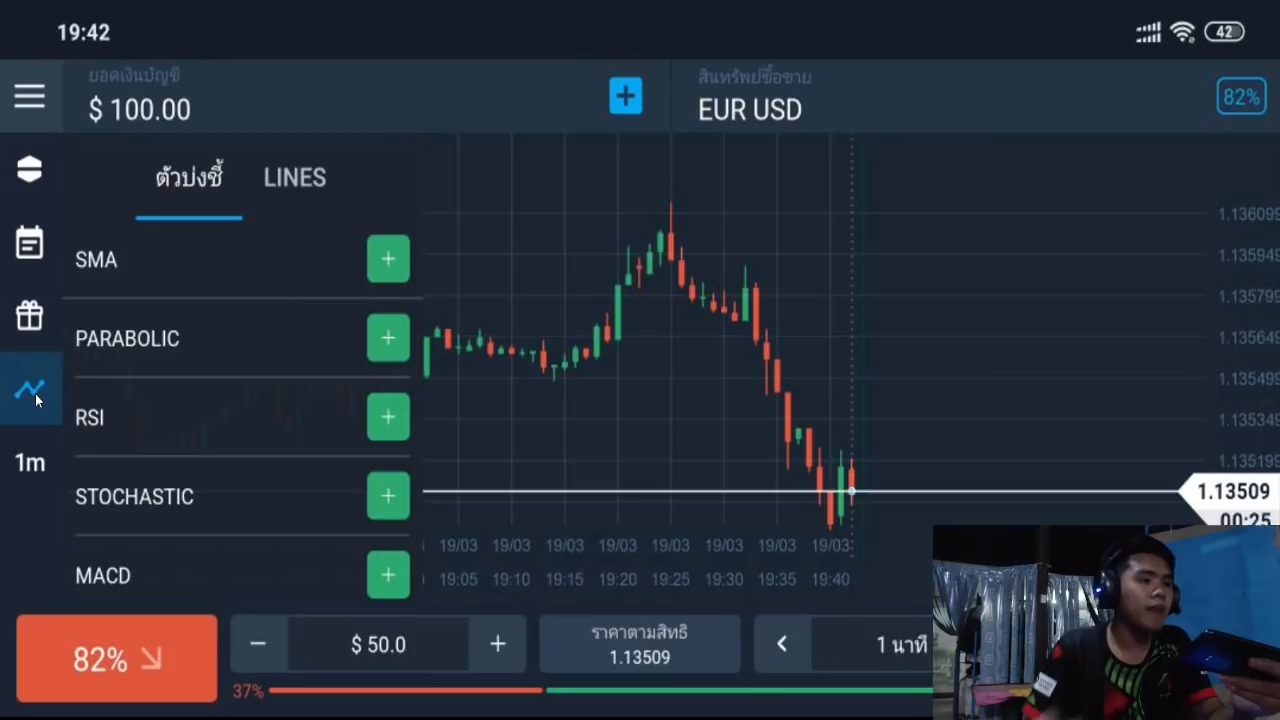 19:42
42
ยอดเงินบัญชี
$ 100.00
+
สินทรัพย์ซื้อขาย
EUR USD
82%
ตัวบ่งชี้
LINES
SMA
+
PARABOLIC
+
RSI
+
STOCHASTIC
+
MACD
+
1m
1.136099
1.135949
1.135799
1.135649
1.135499
1.135349
1.135199
1.13509
00:25
19/03 19/03 19/03 19/03 19/03 19/03 19/03 19/03
19:05 19:10 19:15 19:20 19:25 19:30 19:35 19:40
82%
− $ 50.0 +
ราคาตามสิทธิ
1.13509
1 นาที
37%